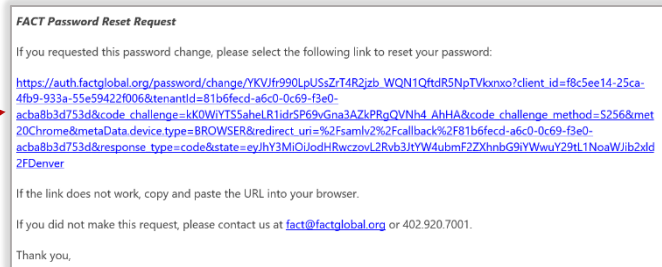 FACT Password Reset Request
If you requested this password change, please select the following link to reset your password:
https://auth.factglobal.org/password/change/YKVJfr990LpUSsZrT4R2jzb_WQN1QftdR5NpTVkxnxo?client_id=f8c5ee14-25ca-
4fb9-933a-55e59422f006&tenantId=81b6fecd-a6c0-0c69-f3e0-
acba8b3d753d&code_challenge=kK0WiYTS5aheLR1idrSP69vGna3AZkPRgQVNh4_AhHA&code_challenge_method=S256&met
20Chrome&metaData.device.type=BROWSER&redirect_uri=%2Fsamlv2%2Fcallback%2F81b6fecd-a6c0-0c69-f3e0-
acba8b3d753d&response_type=code&state=eyJhY3MiOiJodHRwczovL2Rvb3JtYW4ubmF2ZXhnbG9iYWwuY29tL1NoaWJib2xld
2FDenver
If the link does not work, copy and paste the URL into your browser.
If you did not make this request, please contact us at fact@factglobal.org or 402.920.7001.
Thank you,